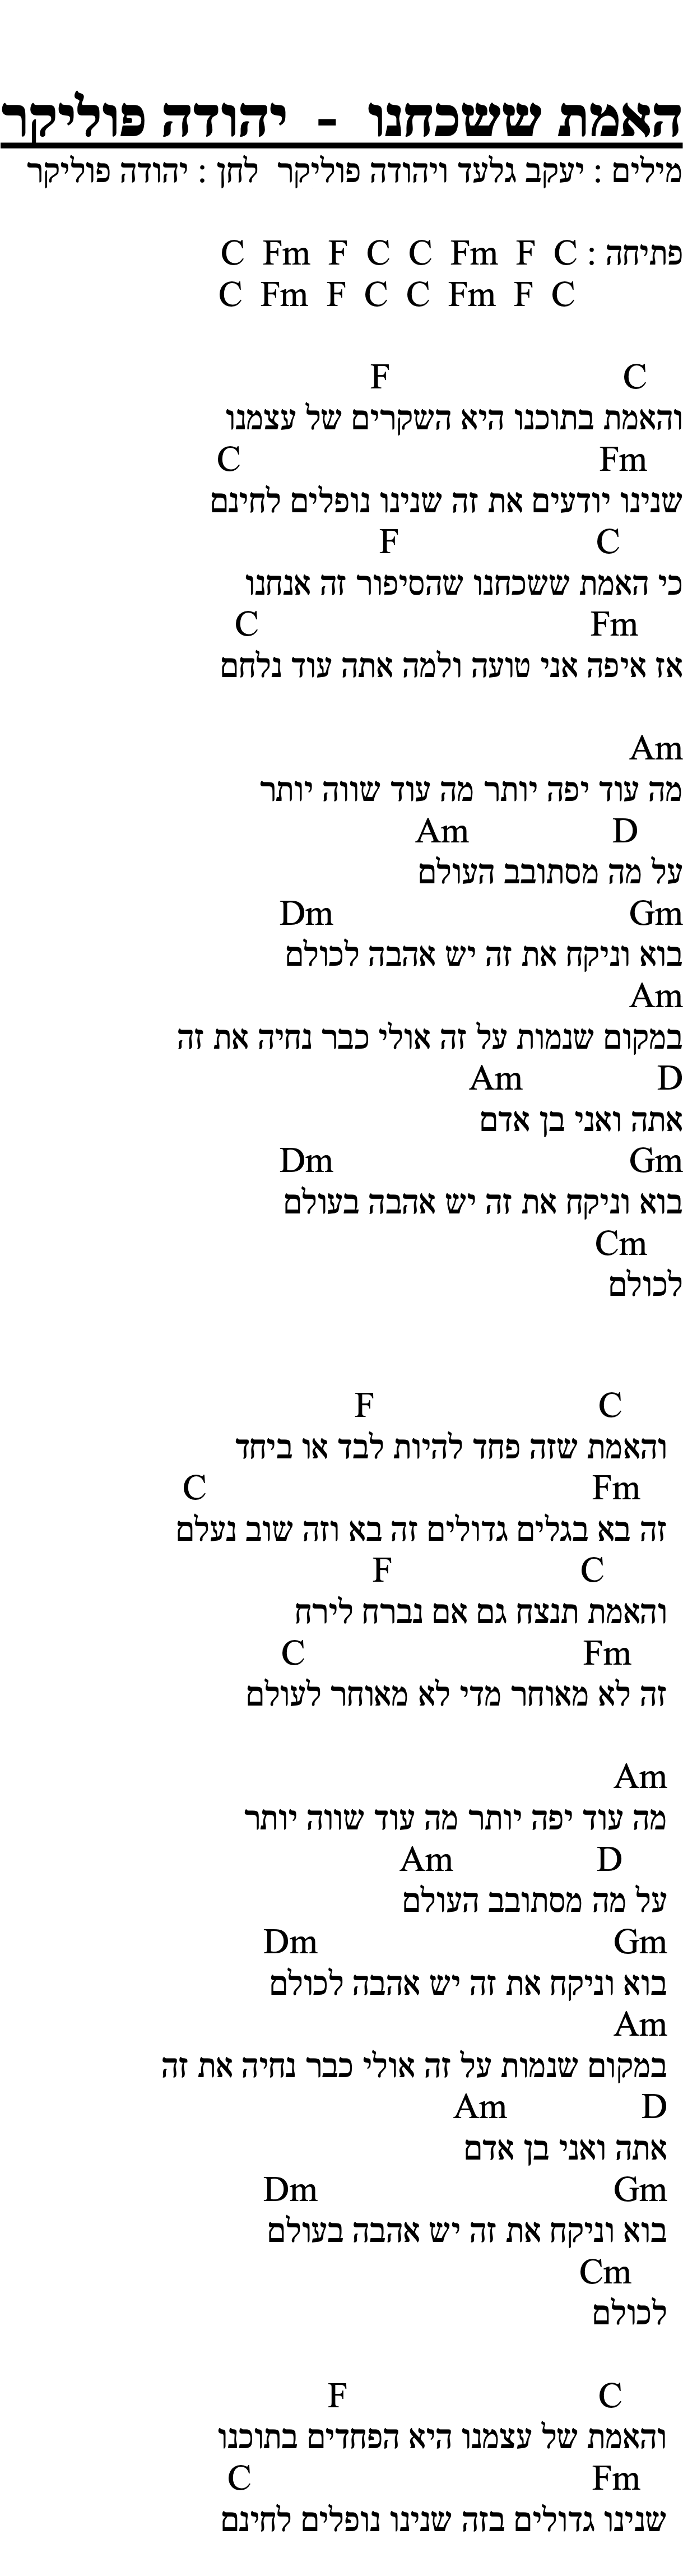 האמת ששכחנו - יהודה פוליקר
מילים : יעקב גלעד ויהודה פוליקר לחן : יהודה פוליקר
פתיחה : C F Fm C C F Fm C
C F Fm C C F Fm C
C F
והאמת בתוכנו היא השקרים של עצמנו
Fm C
שנינו יודעים את זה שנינו נופלים לחינם
C F
כי האמת ששכחנו שהסיפור זה אנחנו
Fm C
אז איפה אני טועה ולמה אתה עוד נלחם
Am
מה עוד יפה יותר מה עוד שווה יותר
D Am
על מה מסתובב העולם
Gm Dm
בוא וניקח את זה יש אהבה לכולם
Am
במקום שנמות על זה אולי כבר נחיה את זה
D Am
אתה ואני בן אדם
Gm Dm
בוא וניקח את זה יש אהבה בעולם
Cm
לכולם
C F
והאמת שזה פחד להיות לבד או ביחד
Fm C
זה בא בגלים גדולים זה בא וזה שוב נעלם
C F
והאמת תנצח גם אם נברח לירח
Fm C
זה לא מאוחר מדי לא מאוחר לעולם
Am
מה עוד יפה יותר מה עוד שווה יותר
D Am
על מה מסתובב העולם
Gm Dm
בוא וניקח את זה יש אהבה לכולם
Am
במקום שנמות על זה אולי כבר נחיה את זה
D Am
אתה ואני בן אדם
Gm Dm
בוא וניקח את זה יש אהבה בעולם
Cm
לכולם
C F
והאמת של עצמנו היא הפחדים בתוכנו
Fm C
שנינו גדולים בזה שנינו נופלים לחינם